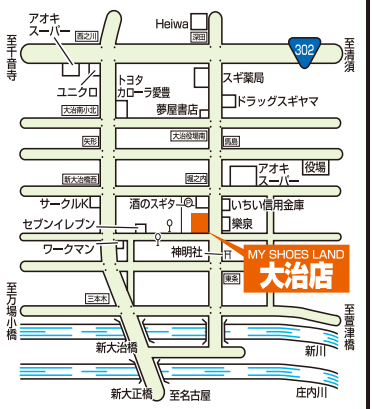 アオキ
スーパー
西之川
Heiwa
深田
至千音寺
302
至清須
ユニクロ
トヨタ
カローラ愛豊
スギ薬局
ドラッグスギヤマ
大治南小北
夢屋書店
矢形
大治役場南
馬島
新大治橋西
堀之内
アオキ
スーパー
役場
サークルK
酒のスギタ
P
いちい信用金庫
セブンイレブン
樂泉
ワークマン
神明社
MY SHOES LAND
大治店
東条
至万場小橋
三本木
至萱津橋
新大治橋
新川
新大正橋
至名古屋
庄内川